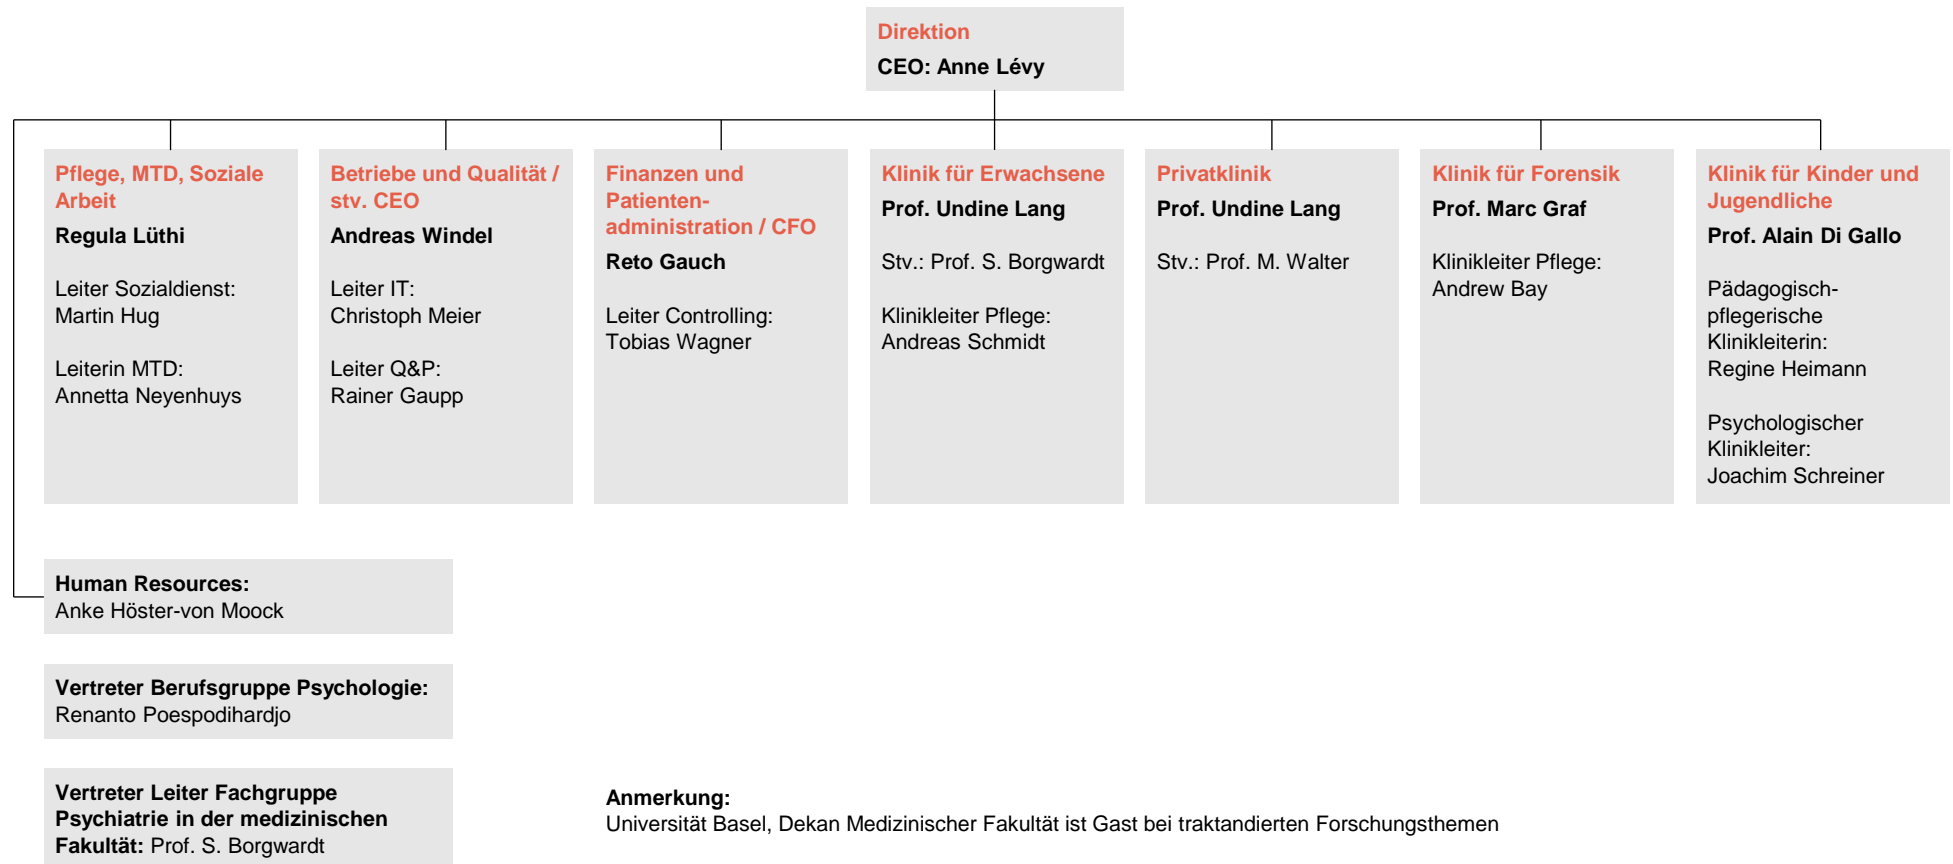 Direktion
CEO: Anne Lévy
Pflege, MTD, Soziale
Arbeit
Regula Lüthi
Leiter Sozialdienst:
Martin Hug
Leiterin MTD:
Annetta Neyenhuys
Betriebe und Qualität /
stv. CEO
Andreas Windel
Leiter IT:
Christoph Meier
Leiter Q&P:
Rainer Gaupp
Finanzen und
Patienten-
administration / CFO
Reto Gauch
Leiter Controlling:
Tobias Wagner
Klinik für Erwachsene
Prof. Undine Lang
Stv.: Prof. S. Borgwardt
Klinikleiter Pflege:
Andreas Schmidt
Privatklinik
Prof. Undine Lang
Stv.: Prof. M. Walter
Klinik für Forensik
Prof. Marc Graf
Klinikleiter Pflege:
Andrew Bay
Klinik für Kinder und
Jugendliche
Prof. Alain Di Gallo
Pädagogisch-
pflegerische
Klinikleiterin:
Regine Heimann
Psychologischer
Klinikleiter:
Joachim Schreiner
Human Resources:
Anke Höster-von Moock
Vertreter Berufsgruppe Psychologie:
Renanto Poespodihardjo
Vertreter Leiter Fachgruppe
Psychiatrie in der medizinischen
Fakultät: Prof. S. Borgwardt
Anmerkung:
Universität Basel, Dekan Medizinischer Fakultät ist Gast bei traktandierten Forschungsthemen